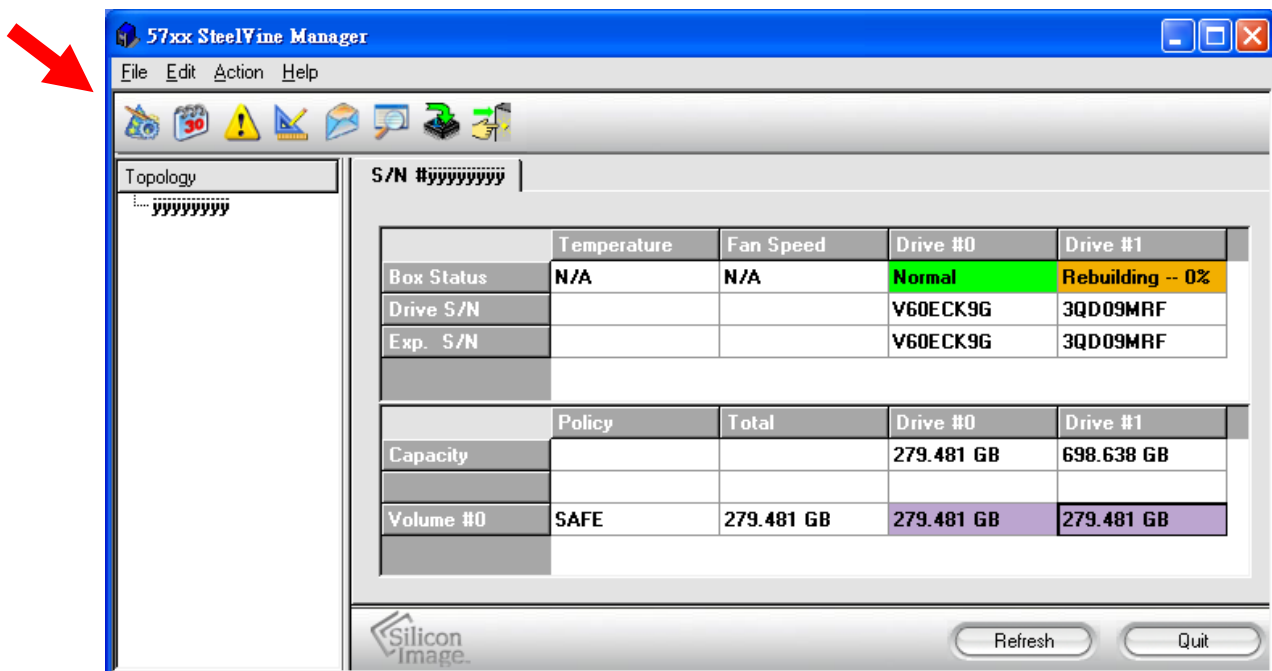 57xx SteelVine Manager
File Edit Action Help
30
Topology
ÿÿÿÿÿÿÿÿ
S/N #ÿÿÿÿÿÿÿÿ
Temperature Fan Speed Drive #0 Drive #1
Box Status N/A N/A Normal Rebuilding -- 0%
Drive S/N V60ECK9G 3QD09MRF
Exp. S/N V60ECK9G 3QD09MRF
Policy Total Drive #0 Drive #1
Capacity 279.481 GB 698.638 GB
Volume #0 SAFE 279.481 GB 279.481 GB 279.481 GB
Silicon
Image.
Refresh Quit